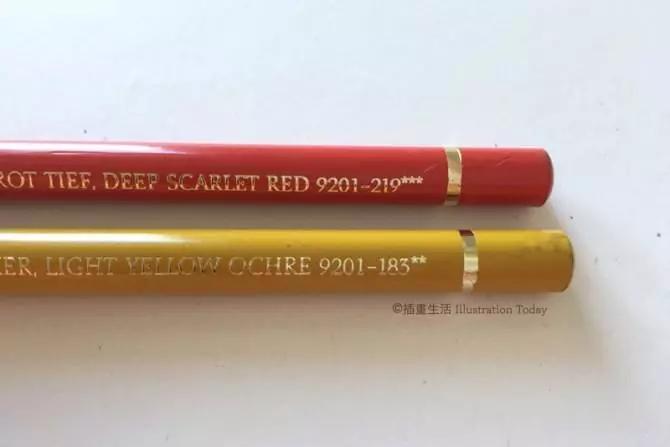 ROT TIEF, DEEP SCARLET RED 9201-219***
KER, LIGHT YELLOW OCHRE 9201-183**
©插畫生活 Illustration Today